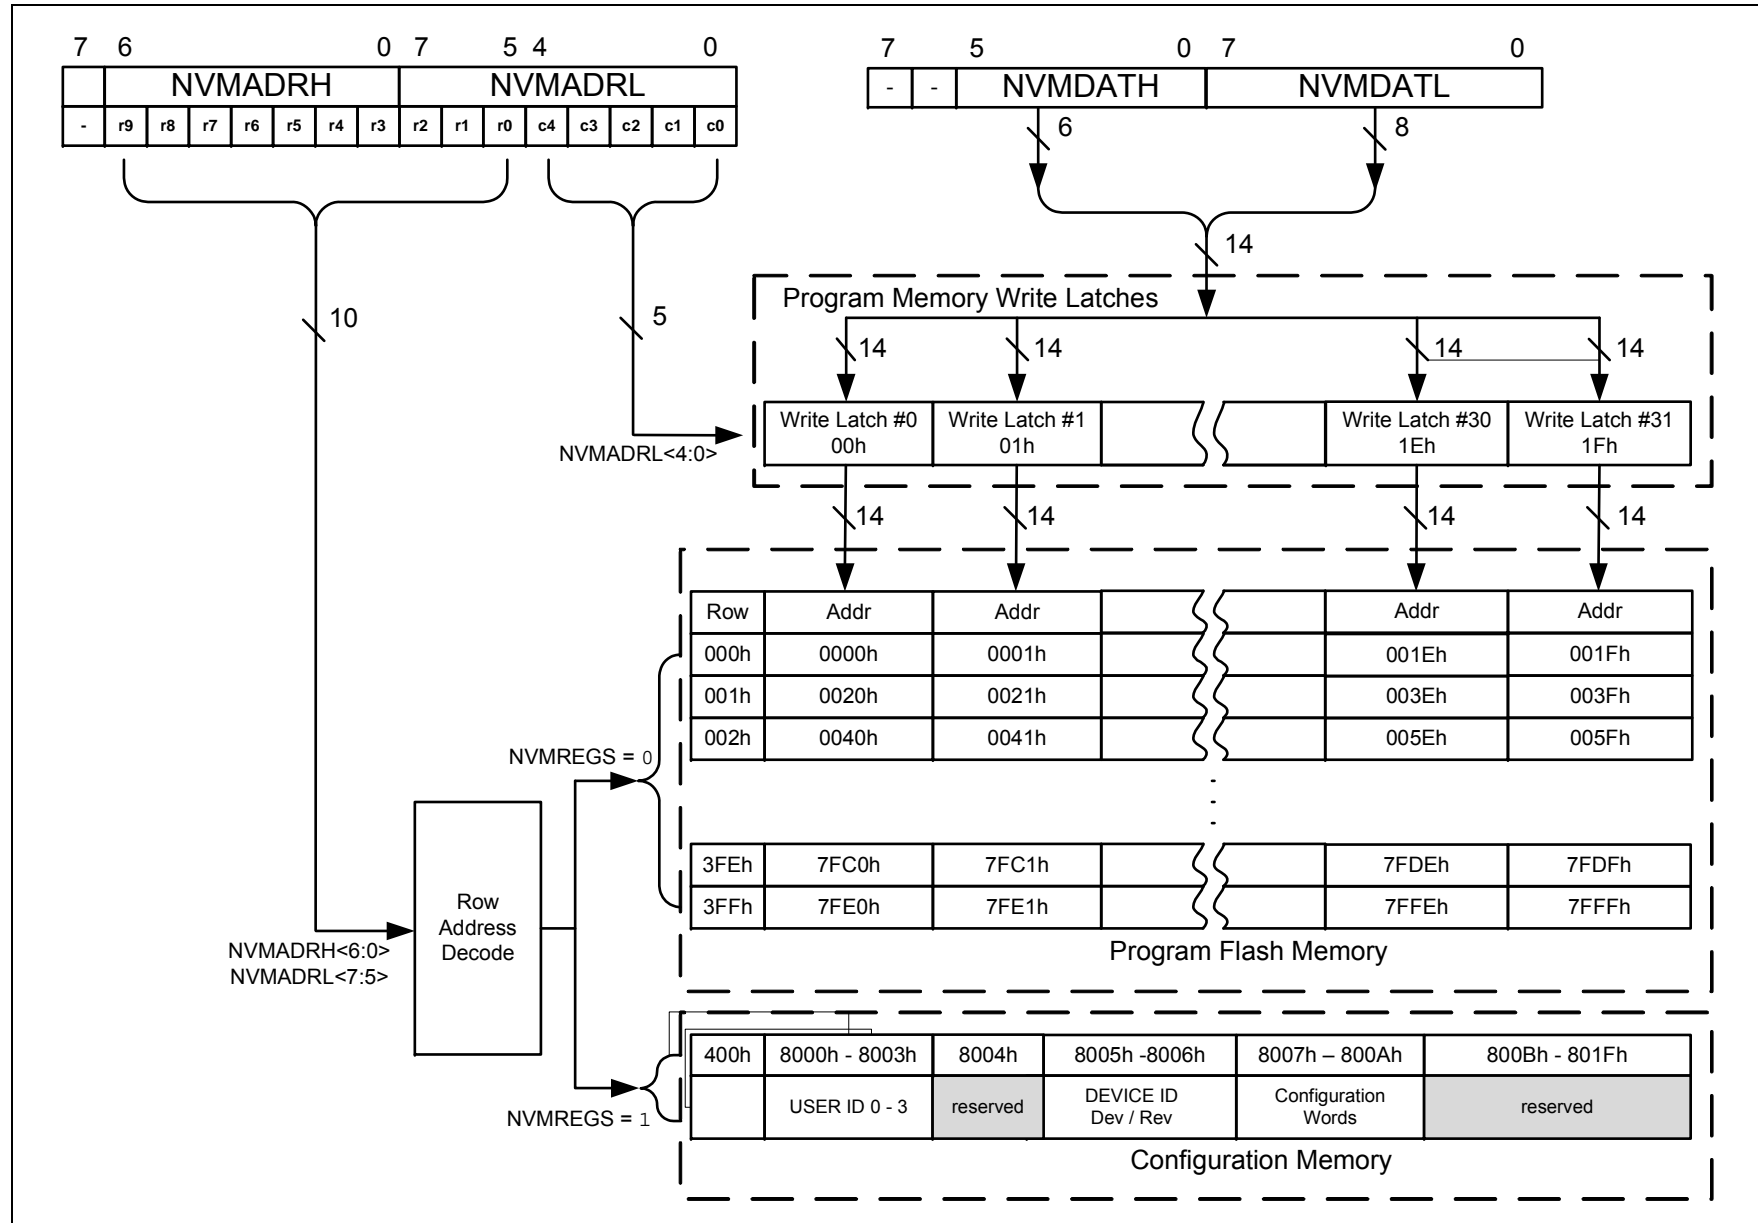 7 6 0 7 5 4 0
NVMADRH NVMADRL
- r9 r8 r7 r6 r5 r4 r3 r2 r1 r0 c4 c3 c2 c1 c0
7 5 0 7 0
- - NVMDATH NVMDATL
6 8
14
10
5
Program Memory Write Latches
14 14 14 14
Write Latch #0 Write Latch #1 Write Latch #30 Write Latch #31
00h 01h 1Eh 1Fh
NVMADRL<4:0>
14 14 14 14
Row Addr Addr Addr Addr
000h 0000h 0001h 001Eh 001Fh
001h 0020h 0021h 003Eh 003Fh
002h 0040h 0041h 005Eh 005Fh
NVMREGS = 0
3FEh 7FC0h 7FC1h 7FDEh 7FDFh
3FFh 7FE0h 7FE1h 7FFEh 7FFFh
Program Flash Memory
Row
Address
Decode
NVMADRH<6:0>
NVMADRL<7:5>
400h 8000h - 8003h 8004h 8005h -8006h 8007h – 800Ah 800Bh - 801Fh
USER ID 0 - 3 reserved DEVICE ID Configuration reserved
Dev / Rev Words
NVMREGS = 1
Configuration Memory